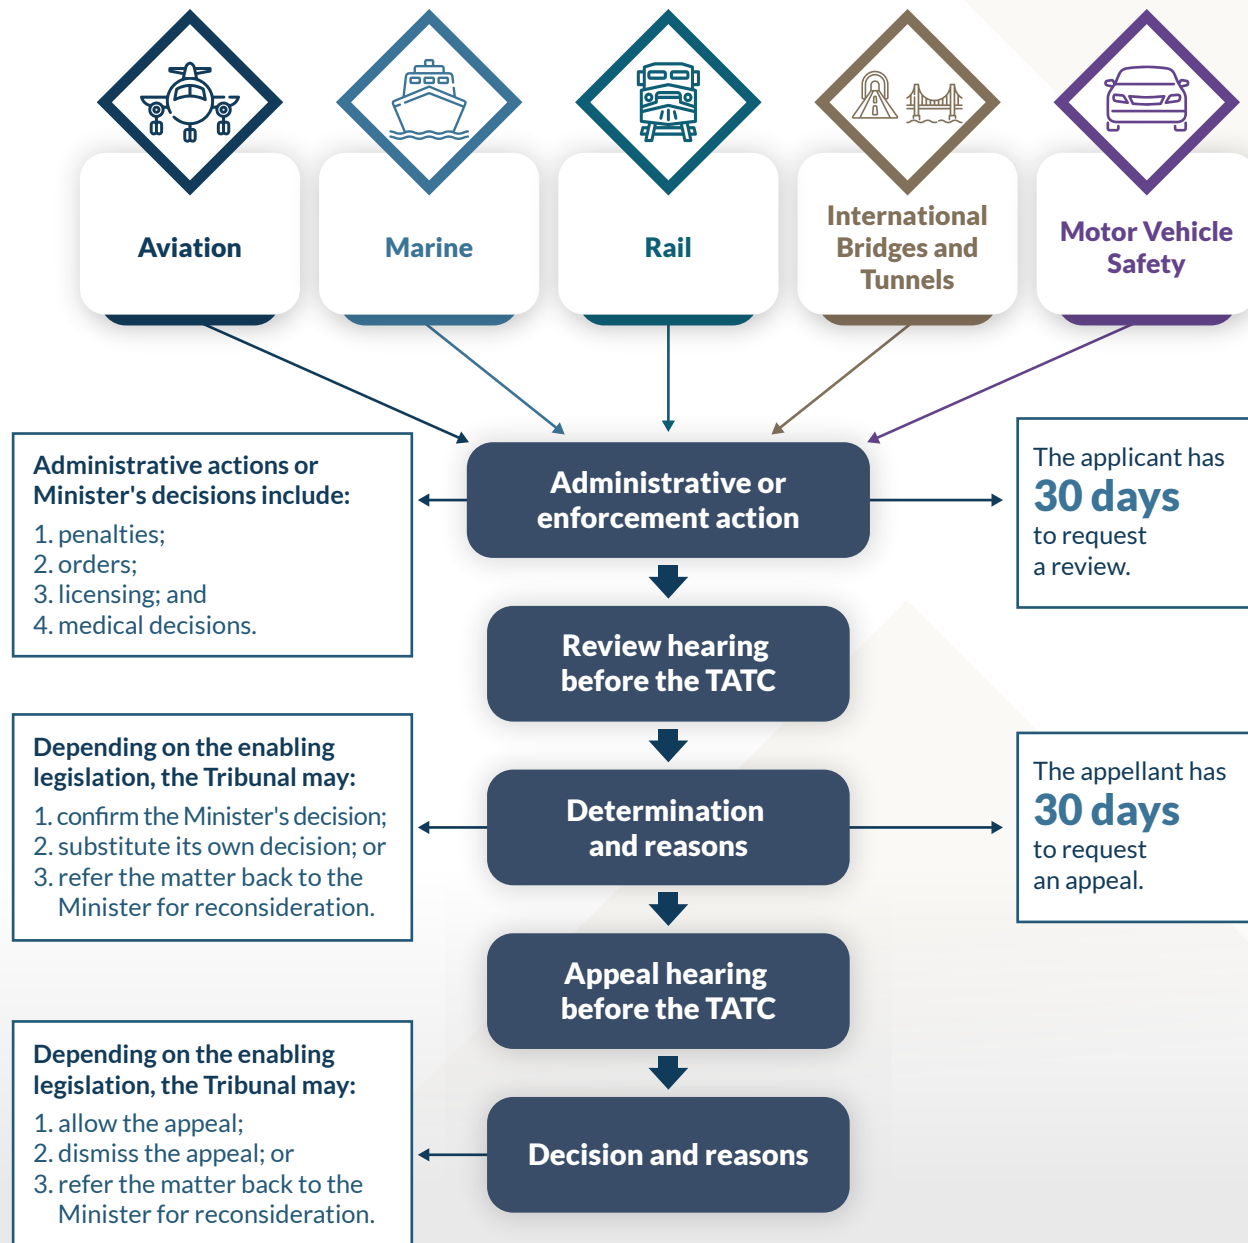 Aviation
Marine
Rail
International
Bridges and
Tunnels
Motor Vehicle
Safety
Administrative or
enforcement action
Administrative actions or
Minister's decisions include:
1. penalties;
2. orders;
3. licensing; and
4. medical decisions.
The applicant has
30 days
to request
a review.
Review hearing
before the TATC
Determination
and reasons
Depending on the enabling
legislation, the Tribunal may:
1. confirm the Minister's decision;
2. substitute its own decision; or
3. refer the matter back to the
Minister for reconsideration.
The appellant has
30 days
to request
an appeal.
Appeal hearing
before the TATC
Decision and reasons
Depending on the enabling
legislation, the Tribunal may:
1. allow the appeal;
2. dismiss the appeal; or
3. refer the matter back to the
Minister for reconsideration.